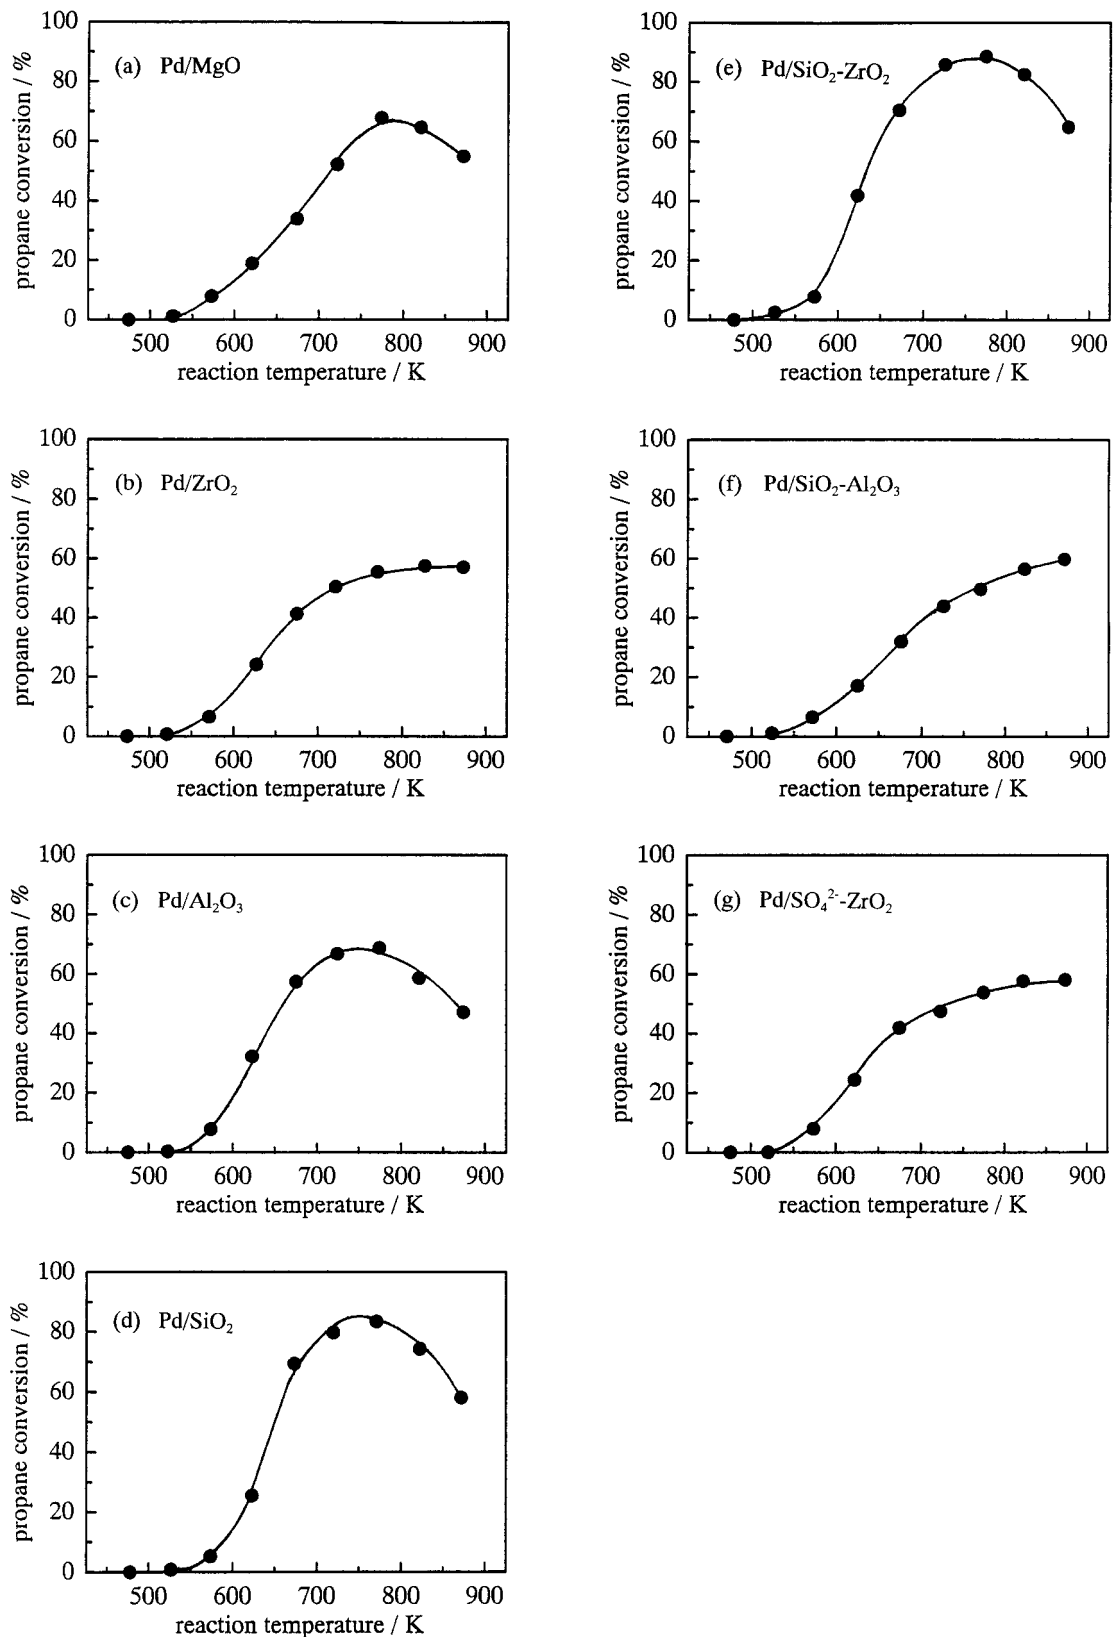 propane conversion / %
100
80
60
40
20
0
(a) Pd/MgO
500 600 700 800 900
reaction temperature / K
propane conversion / %
100
80
60
40
20
0
(e) Pd/SiO₂-ZrO₂
500 600 700 800 900
reaction temperature / K
propane conversion / %
100
80
60
40
20
0
(b) Pd/ZrO₂
500 600 700 800 900
reaction temperature / K
propane conversion / %
100
80
60
40
20
0
(f) Pd/SiO₂-Al₂O₃
500 600 700 800 900
reaction temperature / K
propane conversion / %
100
80
60
40
20
0
(c) Pd/Al₂O₃
500 600 700 800 900
reaction temperature / K
propane conversion / %
100
80
60
40
20
0
(g) Pd/SO₄²⁻-ZrO₂
500 600 700 800 900
reaction temperature / K
propane conversion / %
100
80
60
40
20
0
(d) Pd/SiO₂
500 600 700 800 900
reaction temperature / K